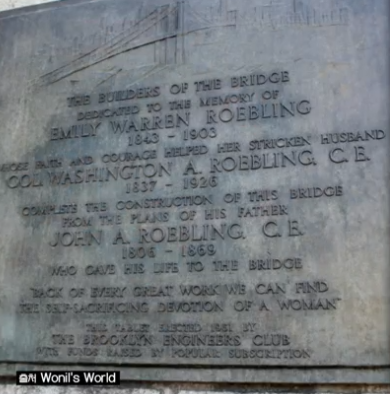 THE BUILDERS OF THE BRIDGE
DEDICATED TO THE MEMORY OF
EMILY WARREN ROEBLING
1843 - 1903
WHOSE FAITH AND COURAGE HELPED HER STRICKEN HUSBAND
COL. WASHINGTON A. ROEBLING, C.E.
1837 - 1926
COMPLETE THE CONSTRUCTION OF THIS BRIDGE
FROM THE PLANS OF HIS FATHER
JOHN A. ROEBLING, C.E.
1806 - 1869
WHO GAVE HIS LIFE TO THE BRIDGE
"BACK OF EVERY GREAT WORK WE CAN FIND
THE SELF-SACRIFICING DEVOTION OF A WOMAN"
THIS TABLET ERECTED 1951 BY
THE BROOKLYN ENGINEERS CLUB
WITH FUNDS RAISED BY POPULAR SUBSCRIPTION
출처 Wonil's World